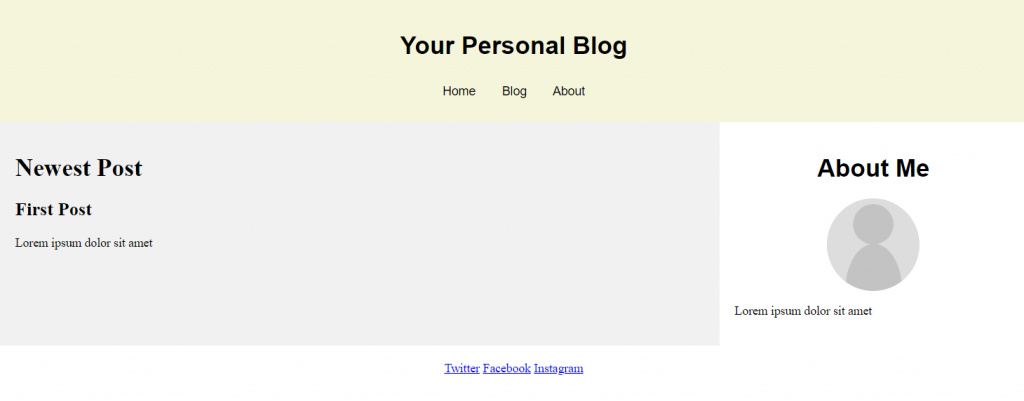 Your Personal Blog
Home Blog About
Newest Post
First Post
Lorem ipsum dolor sit amet
About Me
Lorem ipsum dolor sit amet
Twitter Facebook Instagram